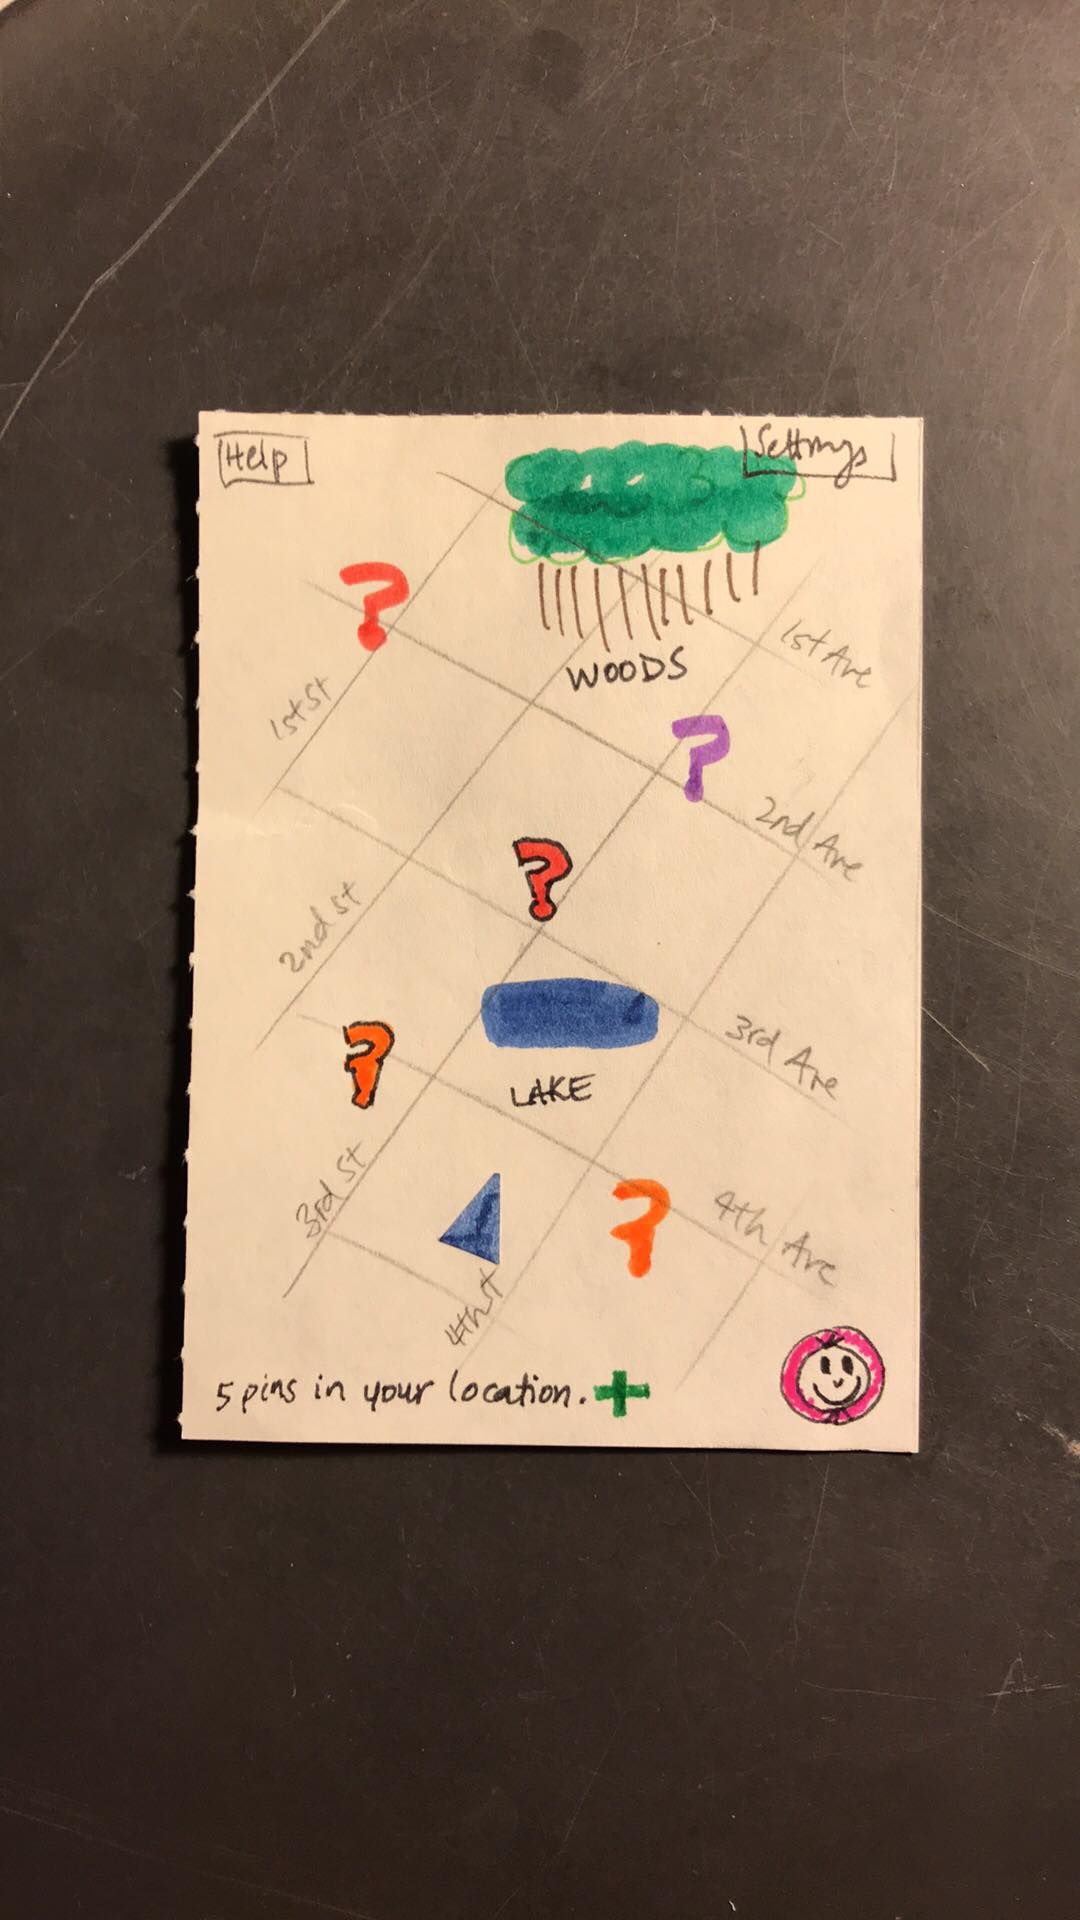 Help
Settings
1st Ave
WOODS
1st St
2nd Ave
2nd St
3rd Ave
LAKE
3rd St
4th Ave
4th St
5 pins in your location. +